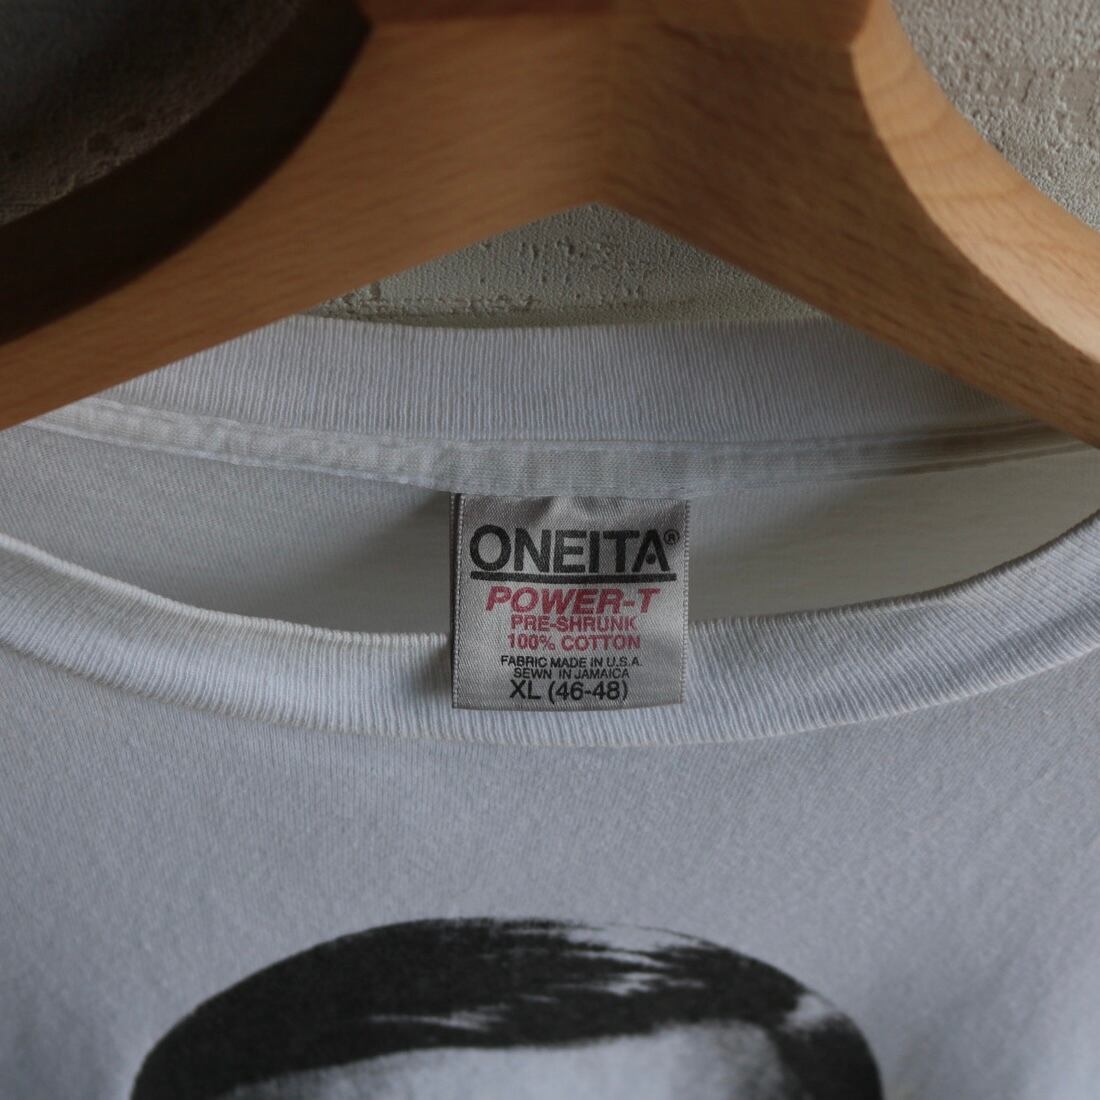 ONEITA®
POWER-T
PRE-SHRUNK
100% COTTON
FABRIC MADE IN U.S.A.
SEWN IN JAMAICA
XL (46-48)